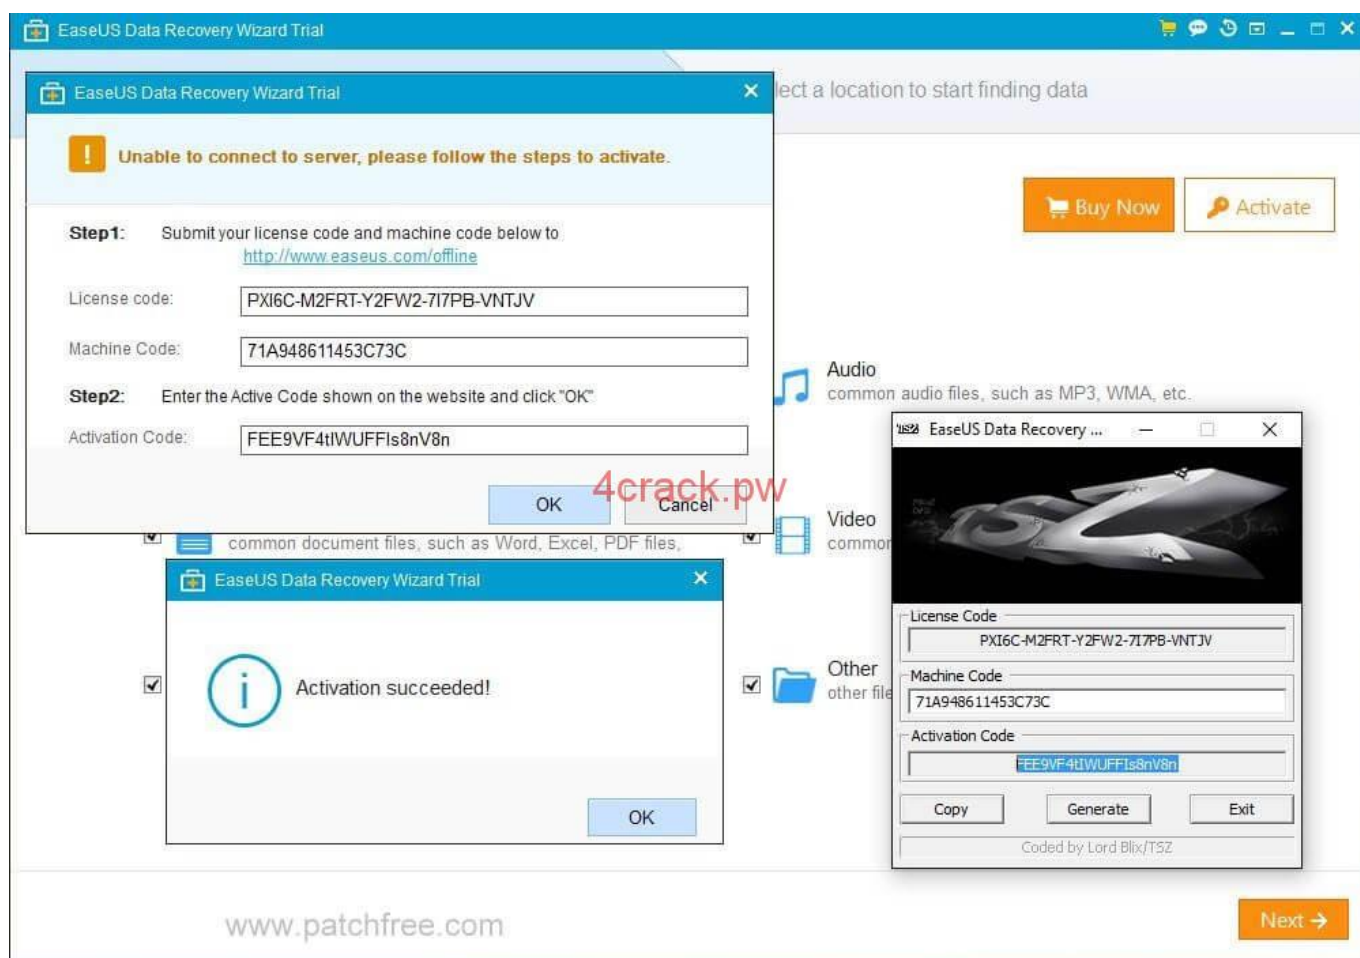 EaseUS Data Recovery Wizard Trial
EaseUS Data Recovery Wizard Trial
lect a location to start finding data
! Unable to connect to server, please follow the steps to activate.
Buy Now
Activate
Step1: Submit your license code and machine code below to
http://www.easeus.com/offline
License code: PXI6C-M2FRT-Y2FW2-7I7PB-VNTJV
Machine Code: 71A948611453C73C
Step2: Enter the Active Code shown on the website and click "OK"
Activation Code: FEE9VF4tIWUFFIs8nV8n
OK
Cancel
4crack.pw
Audio
common audio files, such as MP3, WMA, etc.
Video
common
common document files, such as Word, Excel, PDF files,
EaseUS Data Recovery Wizard Trial
Activation succeeded!
OK
Other
other file
EaseUS Data Recovery ...
TSZ
License Code
PXI6C-M2FRT-Y2FW2-7I7PB-VNTJV
Machine Code
71A948611453C73C
Activation Code
FEE9VF4tIWUFFIs8nV8n
Copy
Generate
Exit
Coded by Lord Blix/TSZ
www.patchfree.com
Next